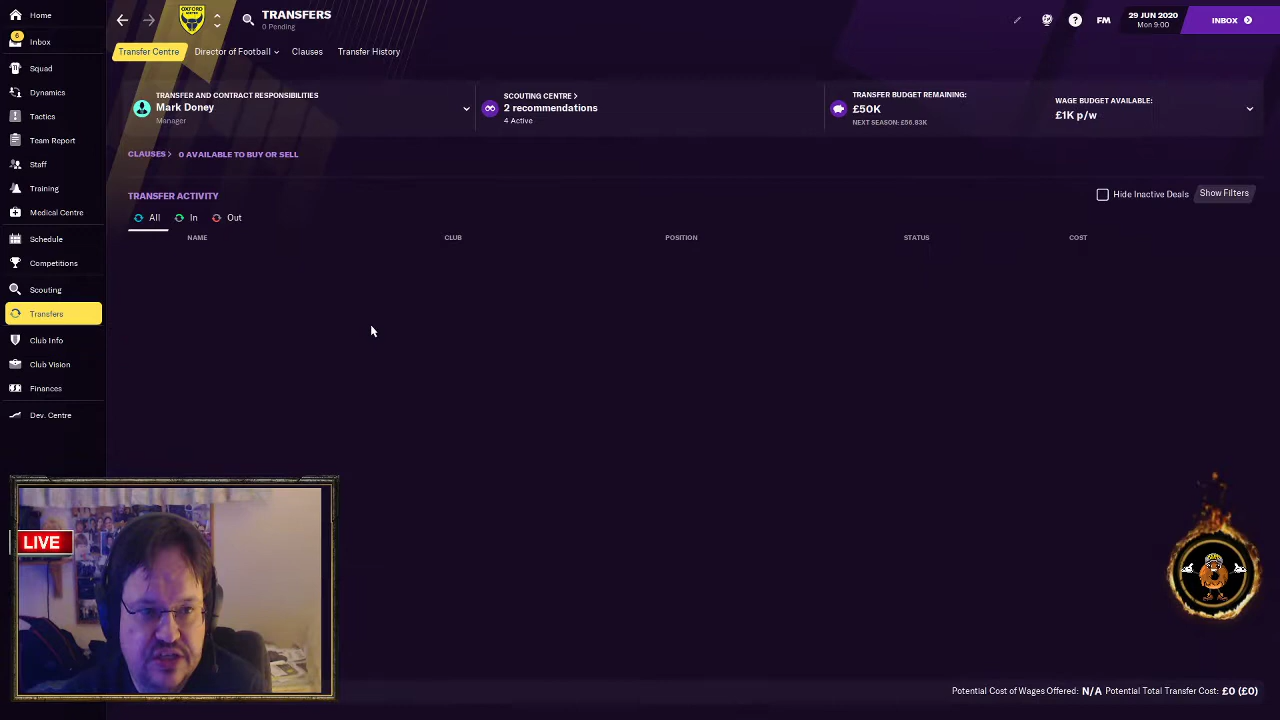 Home
6
Inbox
Squad
Dynamics
Tactics
Team Report
Staff
Training
Medical Centre
Schedule
Competitions
Scouting
Transfers
Club Info
Club Vision
Finances
Dev. Centre
OXFORD
UNITED
TRANSFERS
0 Pending
?
FM
29 JUN 2020
Mon 9:00
INBOX
Transfer Centre
Director of Football
Clauses
Transfer History
TRANSFER AND CONTRACT RESPONSIBILITIES
Mark Doney
Manager
SCOUTING CENTRE >
2 recommendations
4 Active
TRANSFER BUDGET REMAINING:
£50K
NEXT SEASON: £56.83K
WAGE BUDGET AVAILABLE:
£1K p/w
CLAUSES > 0 AVAILABLE TO BUY OR SELL
TRANSFER ACTIVITY
Hide Inactive Deals
Show Filters
All In Out
NAME CLUB POSITION STATUS COST
LIVE
Potential Cost of Wages Offered: N/A Potential Total Transfer Cost: £0 (£0)